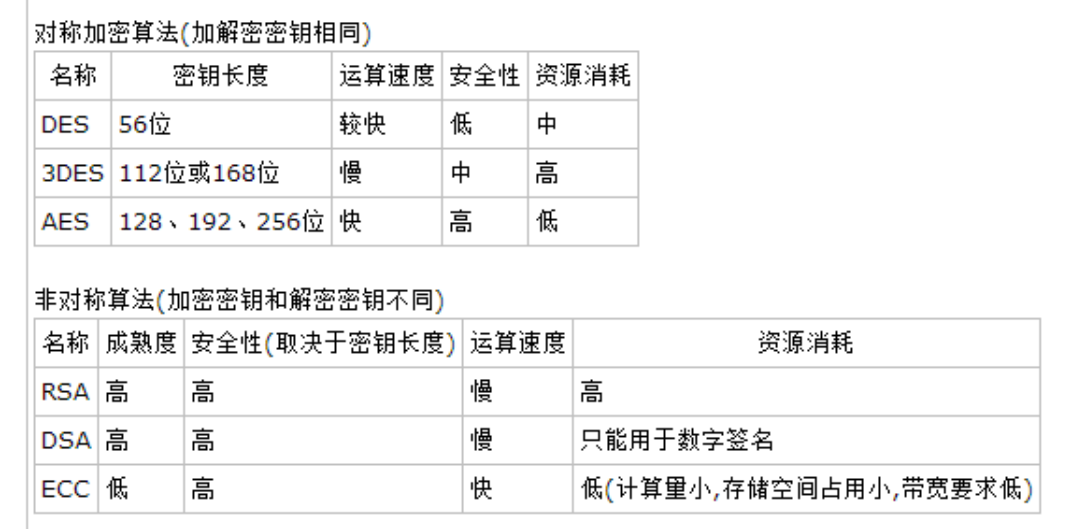 对称加密算法(加解密密钥相同)
名称 密钥长度 运算速度 安全性 资源消耗
DES 56位 较快 低 中
3DES 112位或168位 慢 中 高
AES 128、192、256位 快 高 低
非对称算法(加密密钥和解密密钥不同)
名称 成熟度 安全性(取决于密钥长度) 运算速度 资源消耗
RSA 高 高 慢 高
DSA 高 高 慢 只能用于数字签名
ECC 低 高 快 低(计算量小,存储空间占用小,带宽要求低)